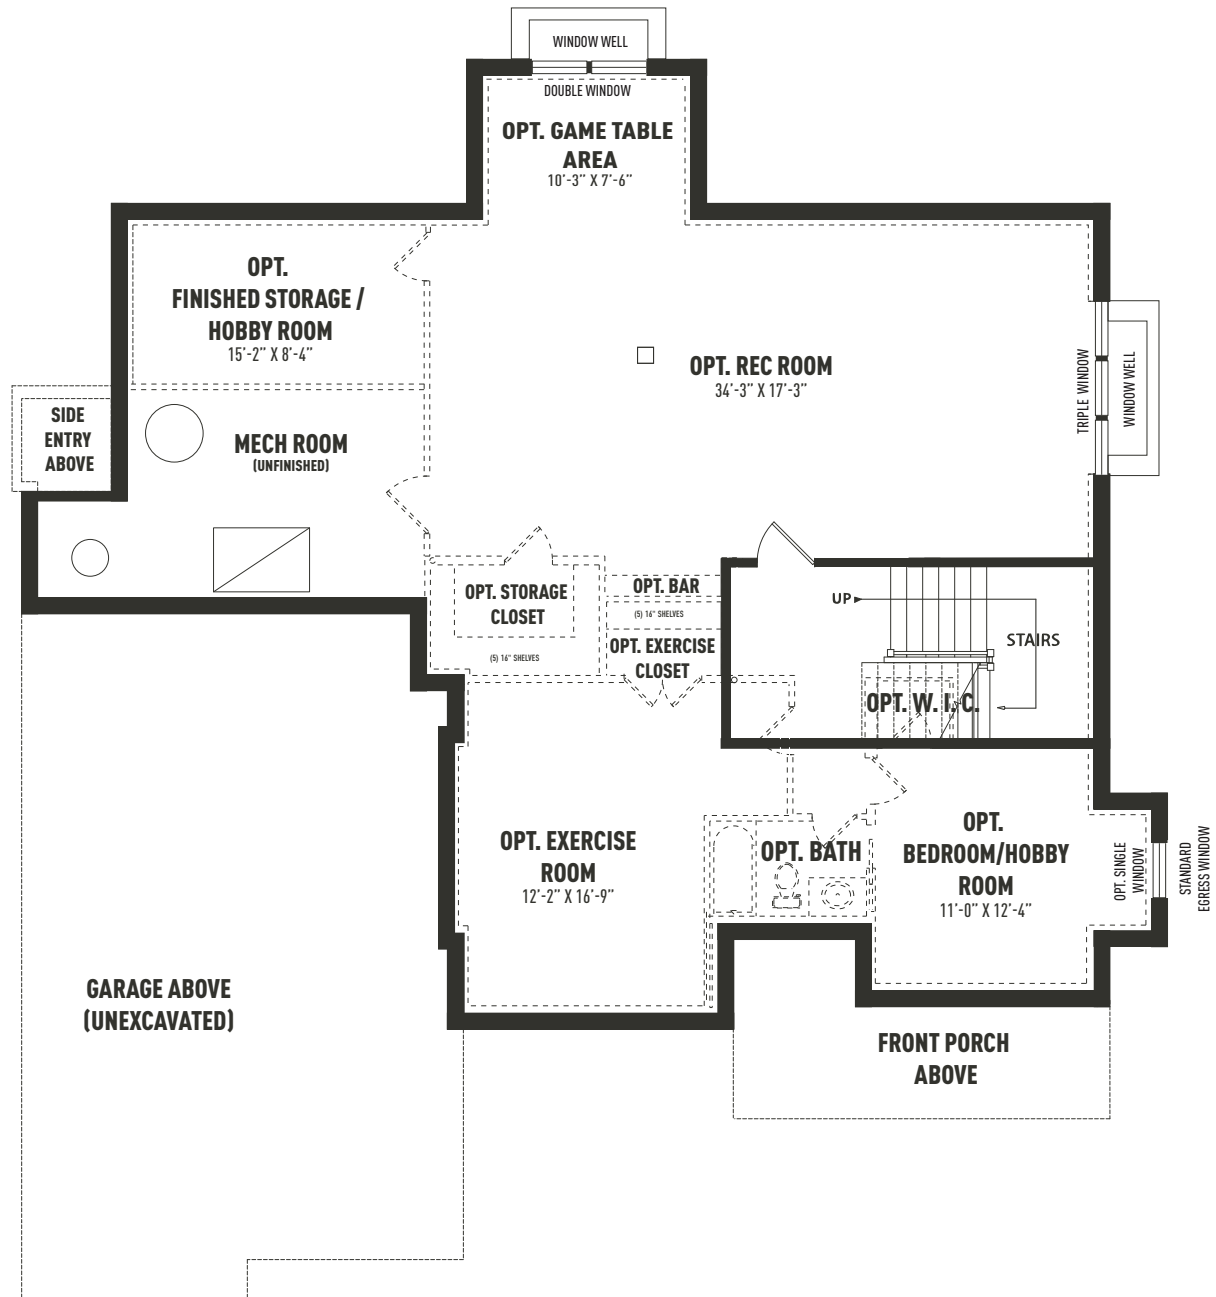 WINDOW WELL
DOUBLE WINDOW
OPT. GAME TABLE
AREA
10'-3" X 7'-6"
OPT.
FINISHED STORAGE /
HOBBY ROOM
15'-2" X 8'-4"
OPT. REC ROOM
34'-3" X 17'-3"
TRIPLE WINDOW
WINDOW WELL
SIDE
ENTRY
ABOVE
MECH ROOM
(UNFINISHED)
OPT. STORAGE
CLOSET
(5) 16" SHELVES
OPT. BAR
(5) 16" SHELVES
OPT. EXERCISE
CLOSET
UP
STAIRS
OPT. W. I. C.
OPT. EXERCISE
ROOM
12'-2" X 16'-9"
OPT. BATH
OPT.
BEDROOM/HOBBY
ROOM
11'-0" X 12'-4"
OPT. SINGLE
WINDOW
STANDARD
EGRESS WINDOW
GARAGE ABOVE
(UNEXCAVATED)
FRONT PORCH
ABOVE